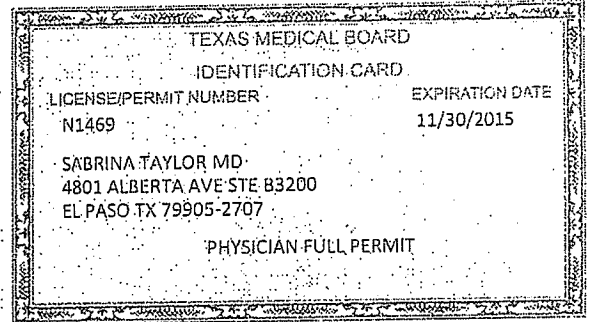 TEXAS MEDICAL BOARD
IDENTIFICATION CARD
LICENSE/PERMIT NUMBER EXPIRATION DATE
N1469 11/30/2015
SABRINA TAYLOR MD
4801 ALBERTA AVE STE B3200
EL PASO TX 79905-2707
PHYSICIAN FULL PERMIT